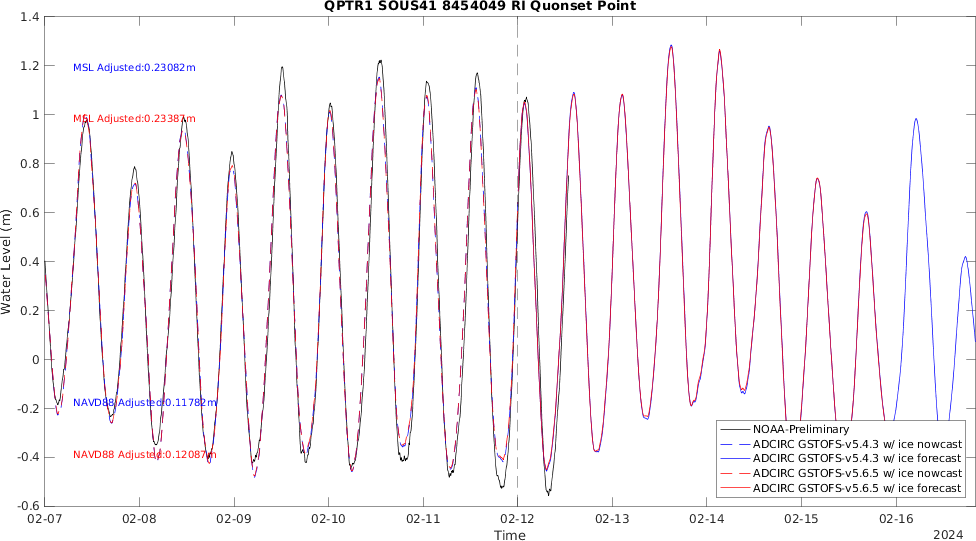 QPTR1 SOUS41 8454049 RI Quonset Point
1.4
1.2
1
0.8
0.6
0.4
0.2
0
-0.2
-0.4
-0.6
Water Level (m)
MSL Adjusted:0.23082m
MSL Adjusted:0.23387m
NAVD88 Adjusted:0.11782m
NAVD88 Adjusted:0.12087m
NOAA-Preliminary
ADCIRC GSTOFS-v5.4.3 w/ ice nowcast
ADCIRC GSTOFS-v5.4.3 w/ ice forecast
ADCIRC GSTOFS-v5.6.5 w/ ice nowcast
ADCIRC GSTOFS-v5.6.5 w/ ice forecast
02-07 02-08 02-09 02-10 02-11 02-12 02-13 02-14 02-15 02-16
Time
2024